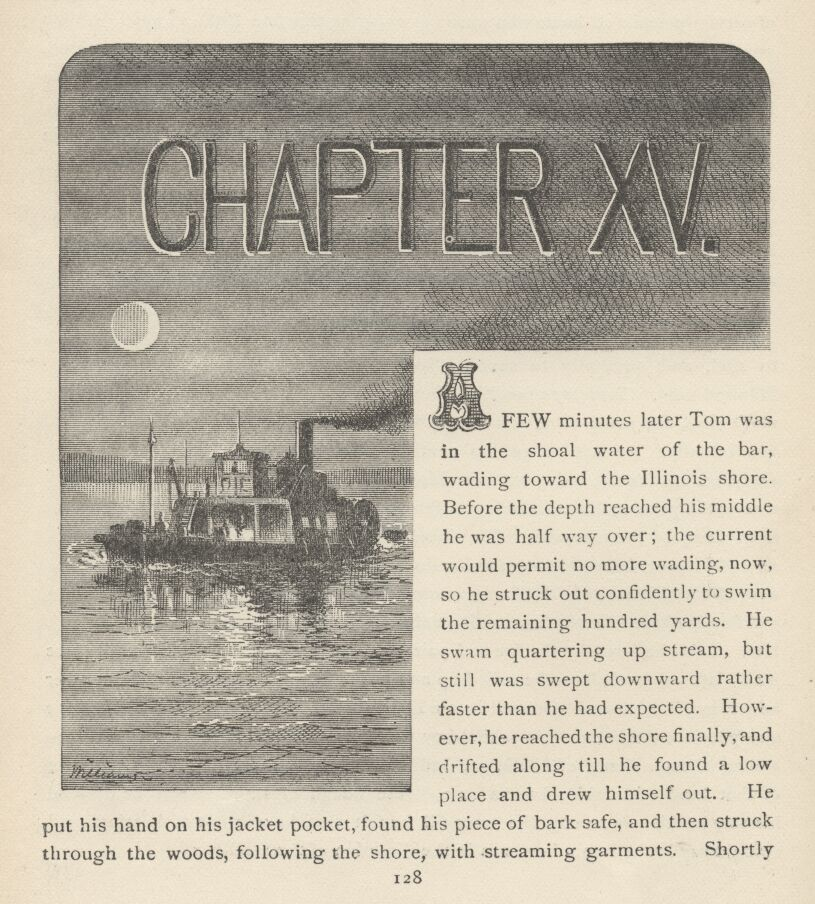 CHAPTER XV.
A FEW minutes later Tom was
in the shoal water of the bar,
wading toward the Illinois shore.
Before the depth reached his middle
he was half way over; the current
would permit no more wading, now,
so he struck out confidently to swim
the remaining hundred yards. He
swam quartering up stream, but
still was swept downward rather
faster than he had expected. How-
ever, he reached the shore finally, and
drifted along till he found a low
place and drew himself out. He
put his hand on his jacket pocket, found his piece of bark safe, and then struck
through the woods, following the shore, with streaming garments. Shortly
Williams
128